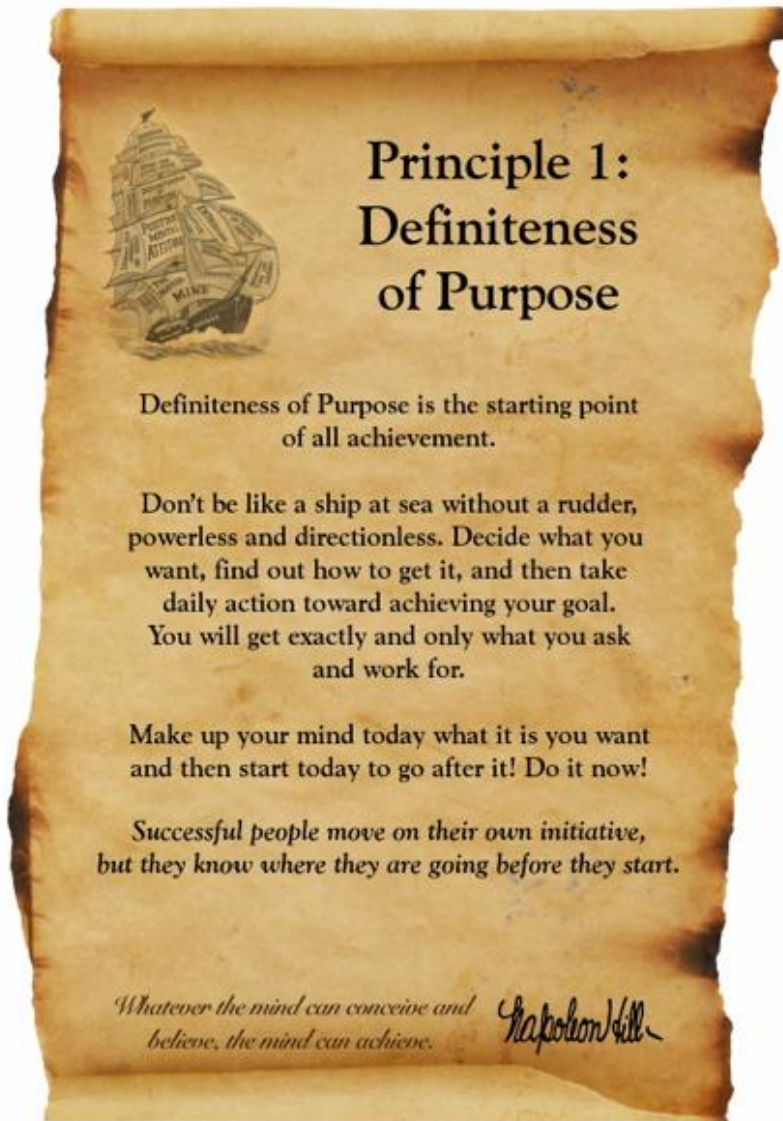 POSITIVE
MENTAL
ATTITUDE
MIND
Principle 1:
Definiteness
of Purpose
Definiteness of Purpose is the starting point
of all achievement.
Don't be like a ship at sea without a rudder,
powerless and directionless. Decide what you
want, find out how to get it, and then take
daily action toward achieving your goal.
You will get exactly and only what you ask
and work for.
Make up your mind today what it is you want
and then start today to go after it! Do it now!
Successful people move on their own initiative,
but they know where they are going before they start.
Whatever the mind can conceive and
believe, the mind can achieve.
Napoleon Hill